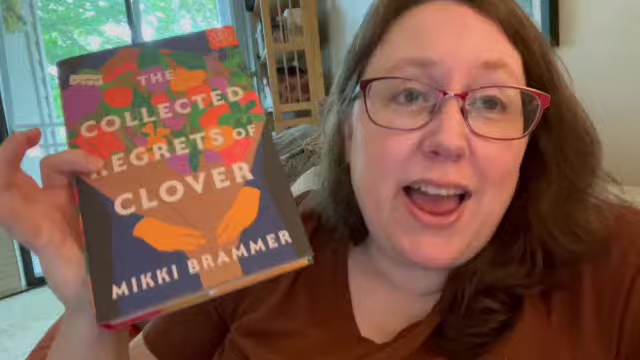 THE
COLLECTED
REGRETS OF
CLOVER
MIKKI BRAMMER